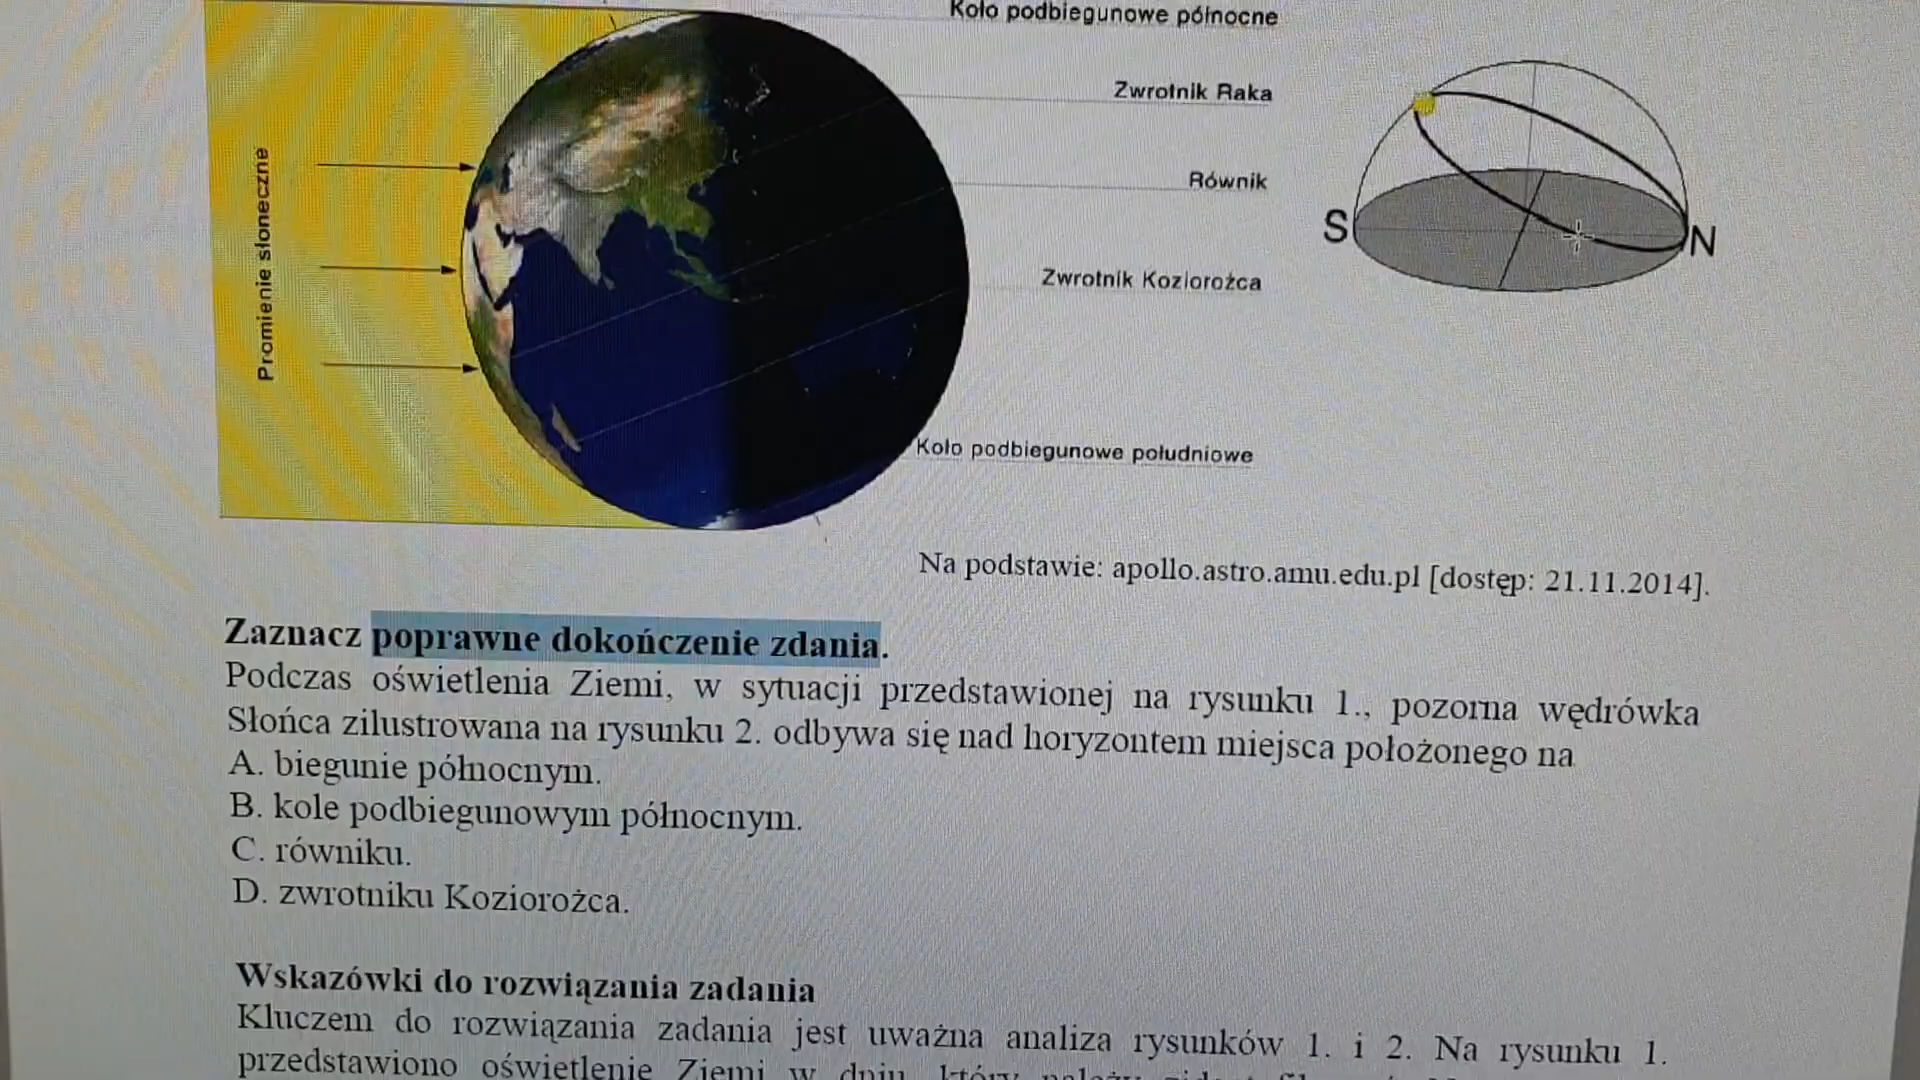 Koło podbiegunowe północne
Zwrotnik Raka
Równik
Promienie słoneczne
S
N
Zwrotnik Koziorożca
Koło podbiegunowe południowe
Na podstawie: apollo.astro.amu.edu.pl [dostęp: 21.11.2014].
Zaznacz poprawne dokończenie zdania.
Podczas oświetlenia Ziemi, w sytuacji przedstawionej na rysunku 1., pozorna wędrówka
Słońca zilustrowana na rysunku 2. odbywa się nad horyzontem miejsca położonego na
A. biegunie północnym.
B. kole podbiegunowym północnym.
C. równiku.
D. zwrotniku Koziorożca.
Wskazówki do rozwiązania zadania
Kluczem do rozwiązania zadania jest uważna analiza rysunków 1. i 2. Na rysunku 1.
przedstawiono oświetlenie Ziemi w dniu, który należy